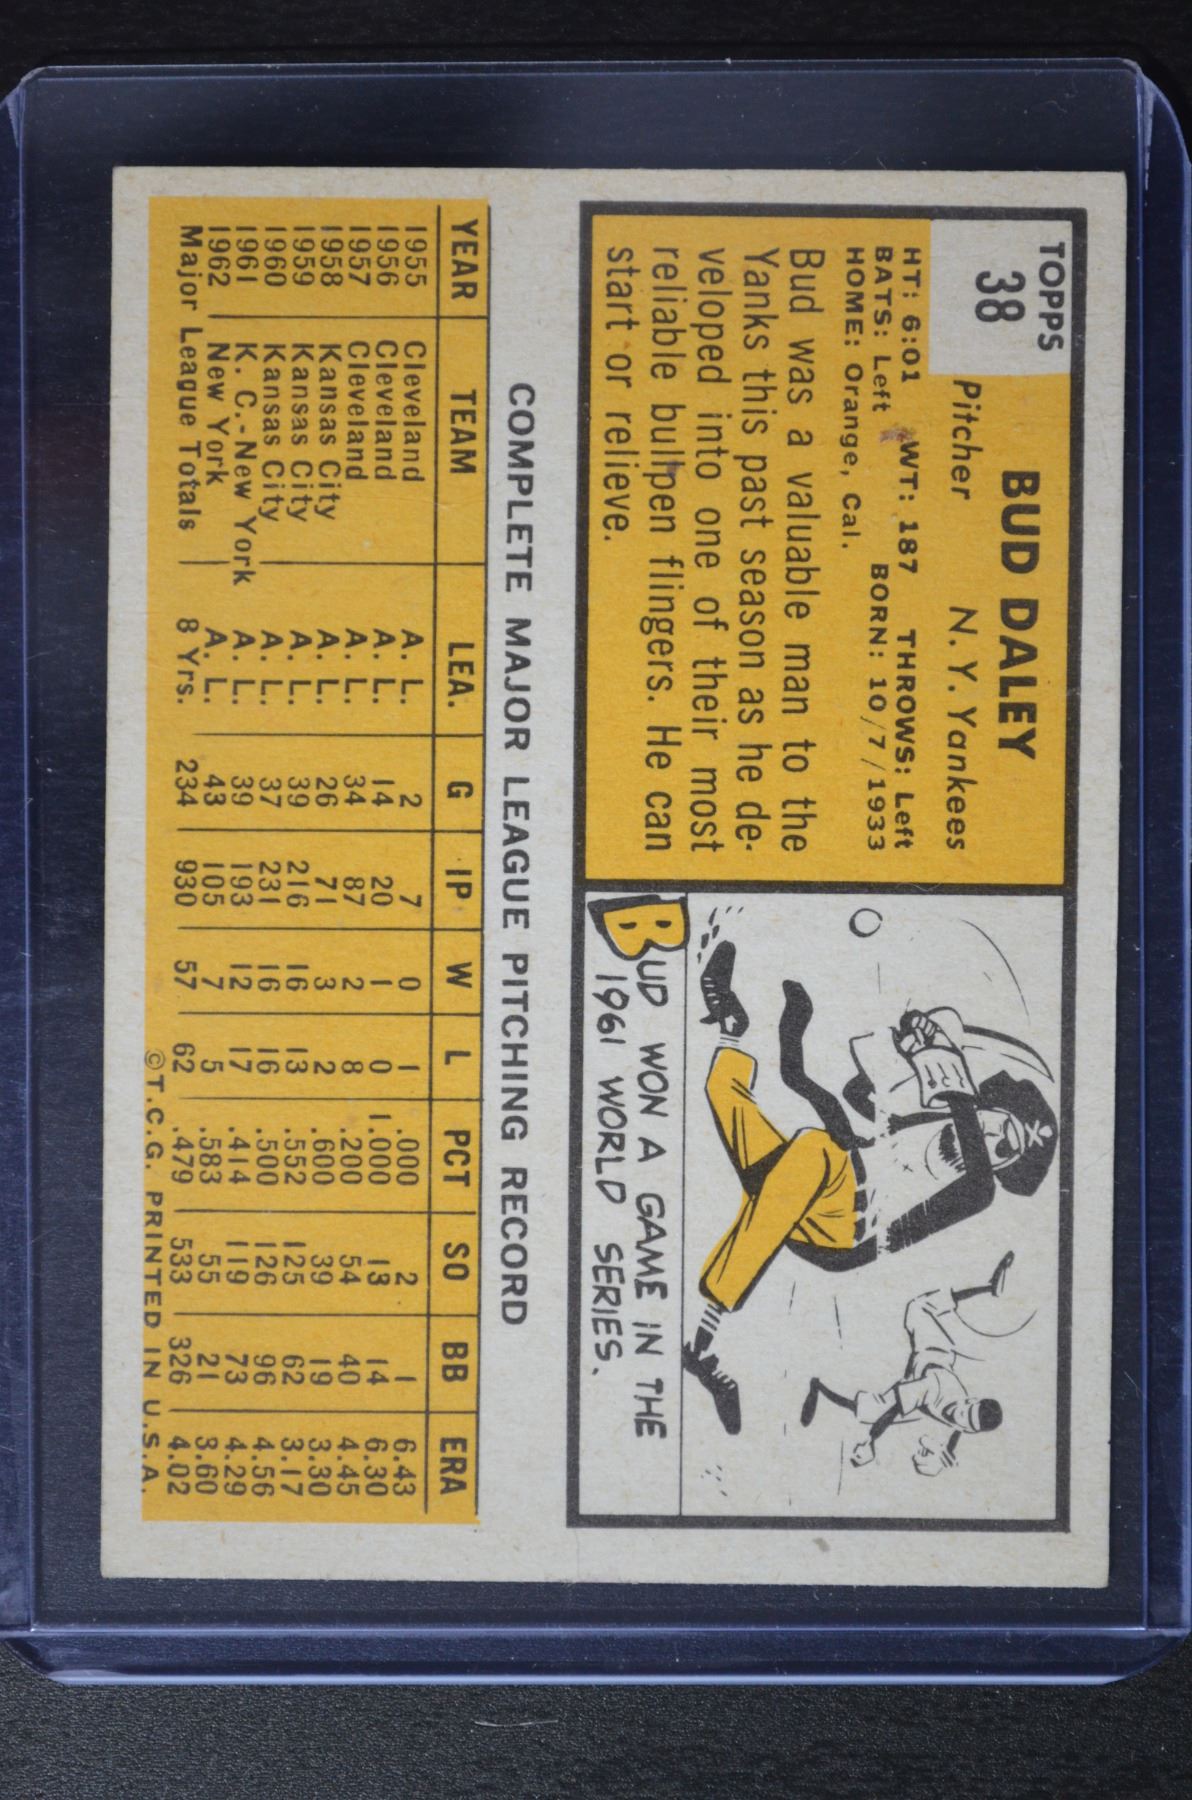 TOPPS
38
BUD DALEY
Pitcher N. Y. Yankees
HT: 6:01 WT: 187 THROWS: Left
BATS: Left BORN: 10/7/1933
HOME: Orange, Cal.
Bud was a valuable man to the
Yanks this past season as he de-
veloped into one of their most
reliable bullpen flingers. He can
start or relieve.
BUD WON A GAME IN THE
1961 WORLD SERIES.
COMPLETE MAJOR LEAGUE PITCHING RECORD
YEAR TEAM LEA. G IP W L PCT SO BB ERA
1955 Cleveland A. L. 2 7 0 1 .000 2 1 6.43
1956 Cleveland A. L. 14 20 1 0 1.000 13 14 6.30
1957 Cleveland A. L. 34 87 2 8 .200 54 40 4.45
1958 Kansas City A. L. 26 71 3 2 .600 39 19 3.30
1959 Kansas City A. L. 39 216 16 13 .552 125 62 3.17
1960 Kansas City A. L. 37 231 16 16 .500 126 96 4.56
1961 K. C.-New York A. L. 39 193 12 17 .414 119 73 4.29
1962 New York A. L. 43 105 7 5 .583 55 21 3.60
Major League Totals 8 Yrs. 234 930 57 62 .479 533 326 4.02
©T.C.G. PRINTED IN U.S.A.